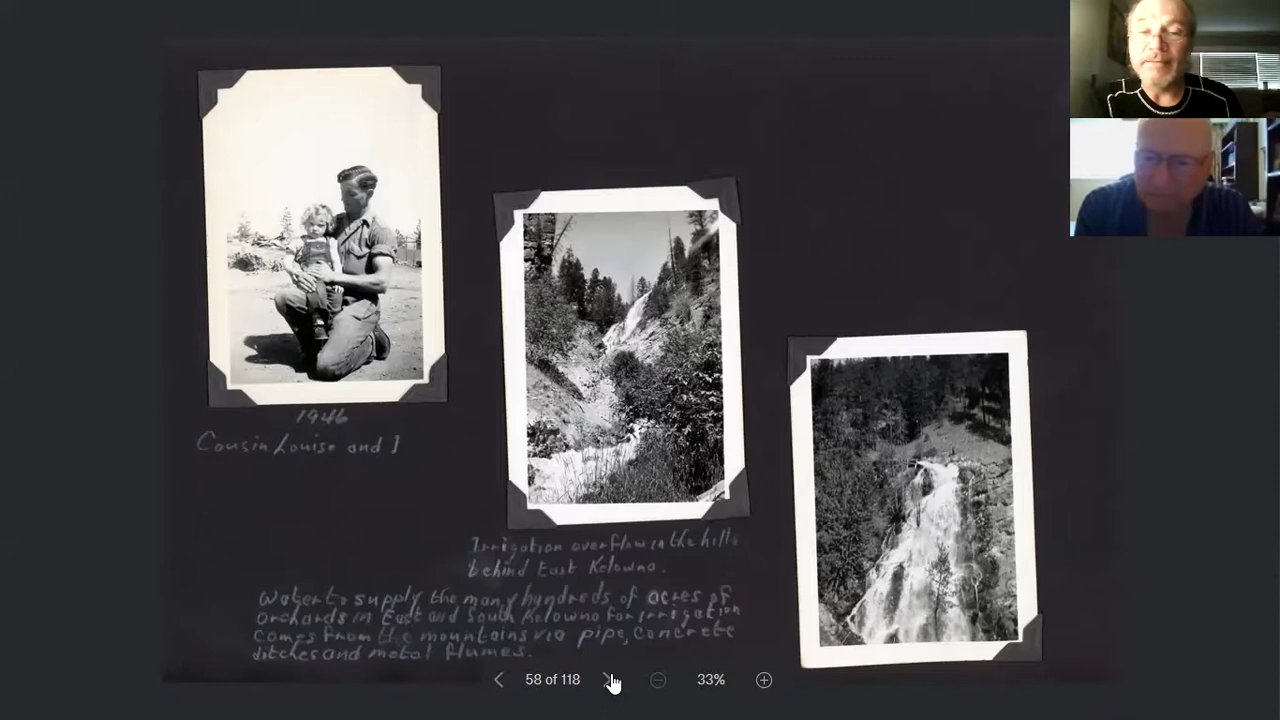 1946
Cousin Louise and I
Irrigation overflow in the hills
behind East Kelowna.
Water to supply the many hundreds of acres of
orchards in East and South Kelowna for irrigation
comes from the mountains via pipe, concrete
ditches and metal flumes.
58 of 118
33%